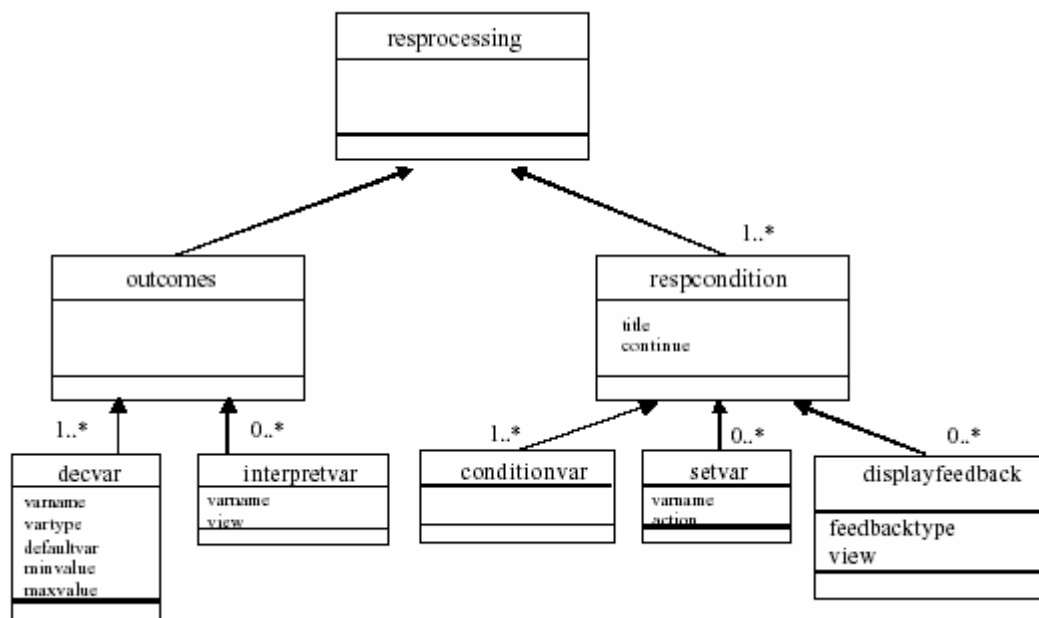 resprocessing
1..*
outcomes
respcondition
title
continue
1..*
0..*
1..*
0..*
0..*
decvar
varname
vartype
defaultvar
minvalue
maxvalue
interpretvar
varname
view
conditionvar
setvar
varname
action
displayfeedback
feedbacktype
view